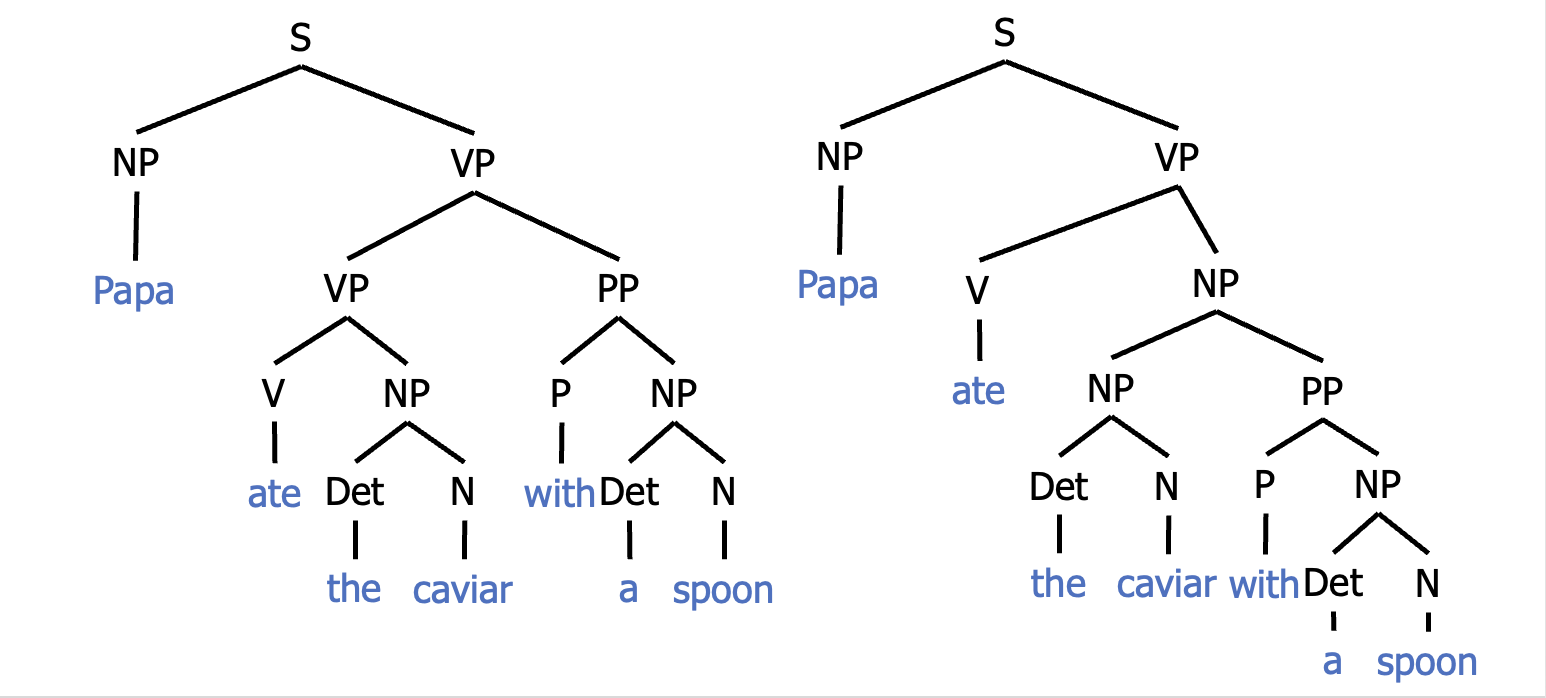 S
NP VP
Papa VP PP
V NP P NP
ate Det N with Det N
the caviar a spoon
S
NP VP
Papa V NP
ate NP PP
Det N P NP
the caviar with Det N
a spoon